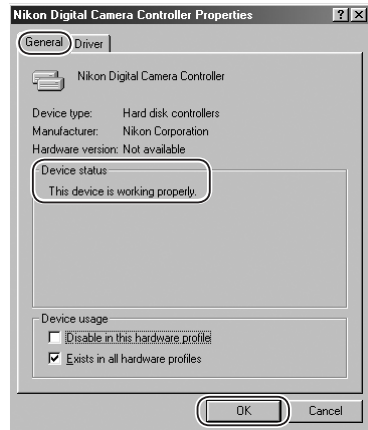 Nikon Digital Camera Controller Properties
General Driver
Nikon Digital Camera Controller
Device type: Hard disk controllers
Manufacturer: Nikon Corporation
Hardware version: Not available
Device status
This device is working properly.
Device usage
Disable in this hardware profile
Exists in all hardware profiles
OK Cancel